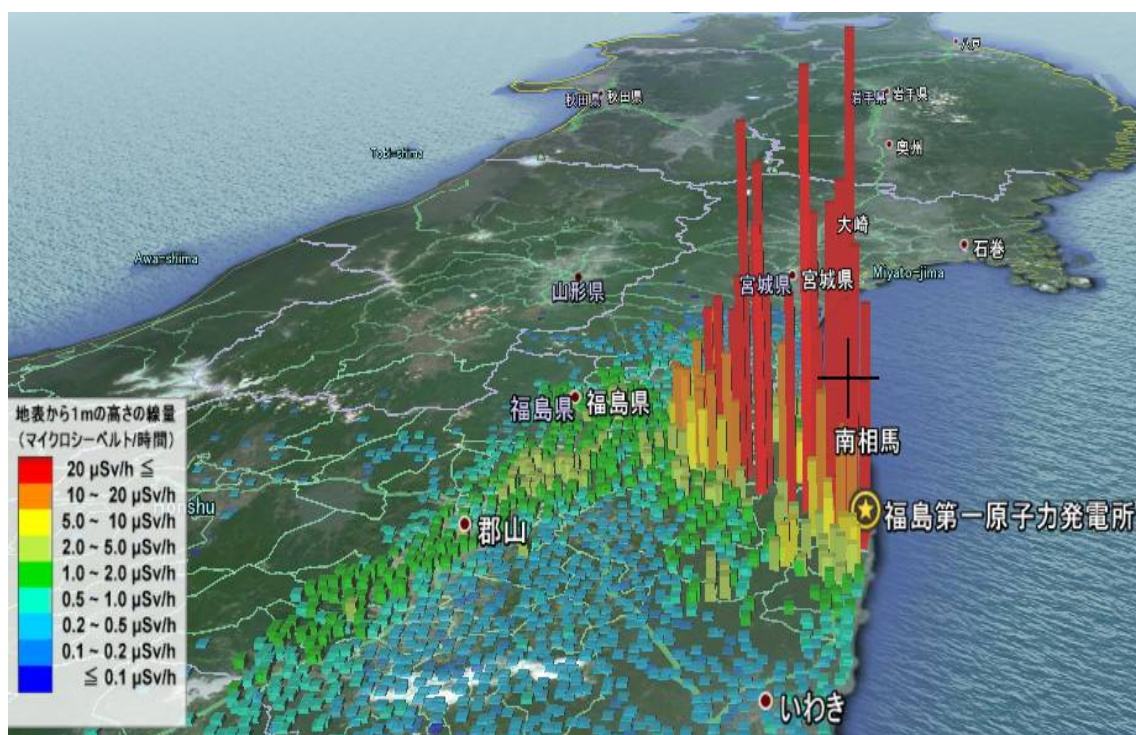 八戸
秋田県 秋田県
岩手県 岩手県
Tobi-shima
奥州
大崎
石巻
Awa-shima
Miyato-jima
宮城県 宮城県
山形県
福島県 福島県
地表から1mの高さの線量
(マイクロシーベルト/時間)
20 μSv/h ≦
10 ~ 20 μSv/h
5.0 ~ 10 μSv/h
2.0 ~ 5.0 μSv/h
1.0 ~ 2.0 μSv/h
0.5 ~ 1.0 μSv/h
0.2 ~ 0.5 μSv/h
0.1 ~ 0.2 μSv/h
≦ 0.1 μSv/h
南相馬
福島第一原子力発電所
郡山
いわき